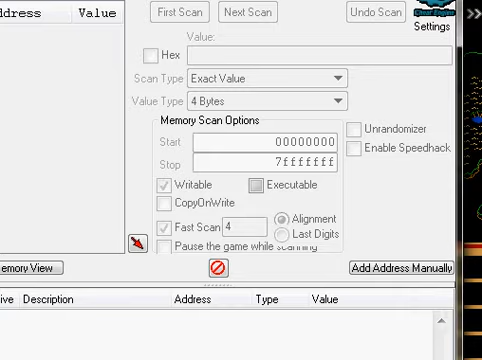 ddress Value
First Scan Next Scan Undo Scan
Settings
Value:
Hex
Scan Type Exact Value
Value Type 4 Bytes
Memory Scan Options
Start 00000000
Stop 7fffffff
Unrandomizer
Enable Speedhack
Writable Executable
CopyOnWrite
Fast Scan 4 Alignment
Last Digits
Pause the game while scanning
emory View Add Address Manually
ive Description Address Type Value